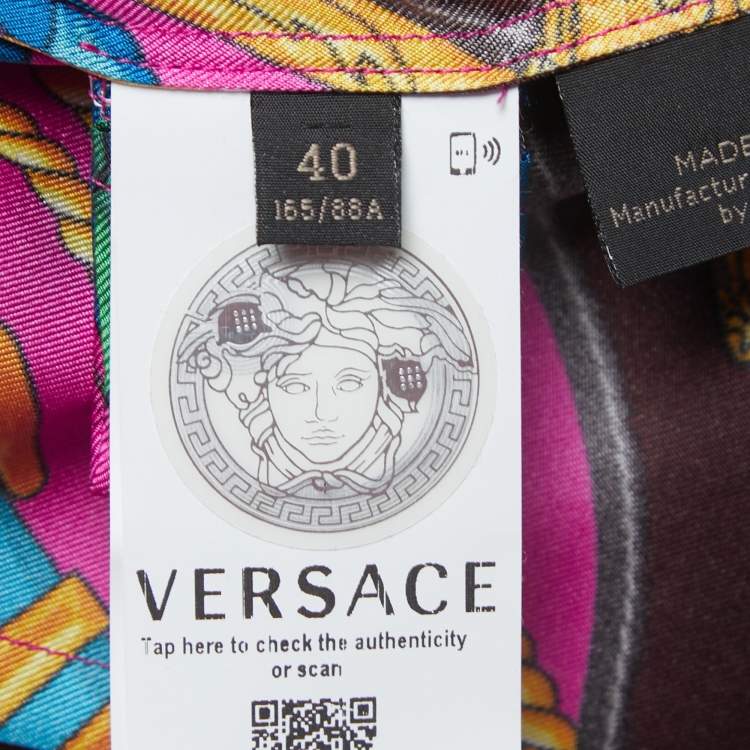 40
165/88A
MADE
Manufactur
by
VERSACE
Tap here to check the authenticity
or scan